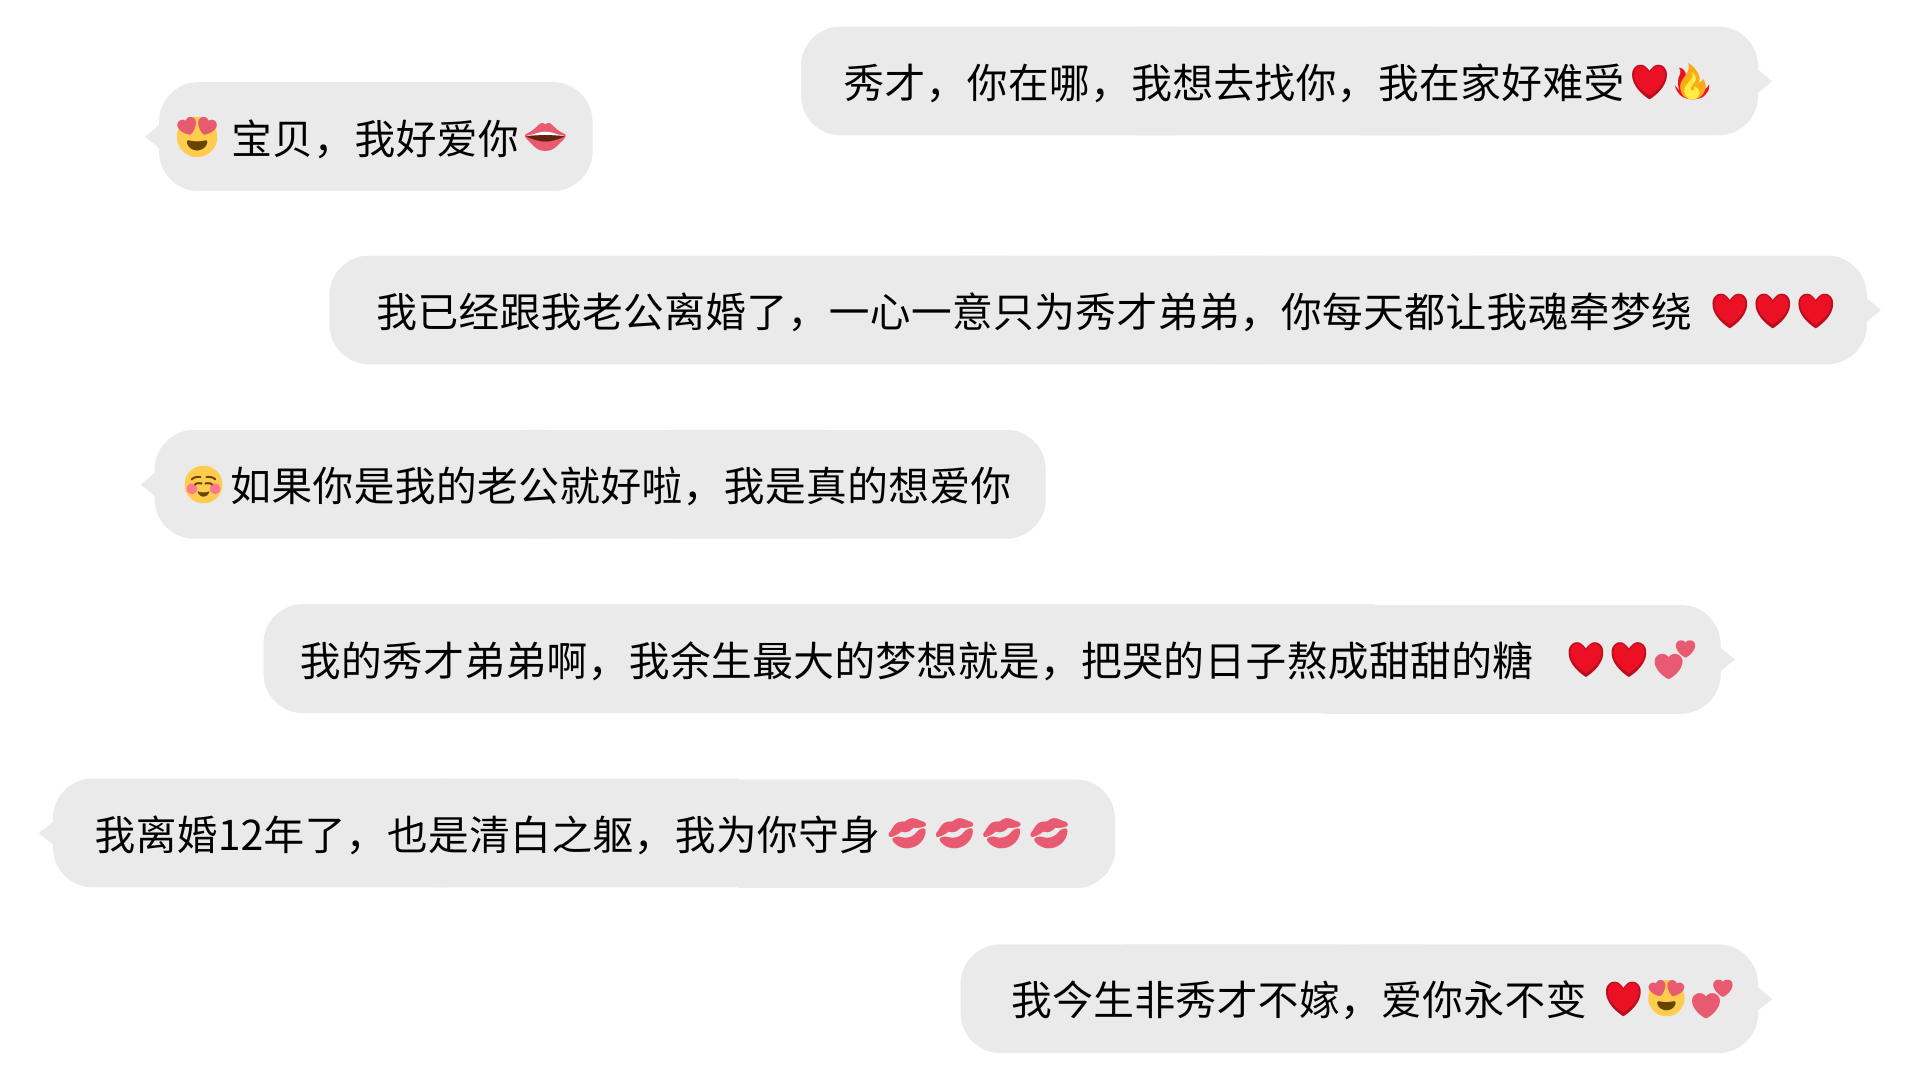 秀才，你在哪，我想去找你，我在家好难受❤️🔥
😍 宝贝，我好爱你👄
我已经跟我老公离婚了，一心一意只为秀才弟弟，你每天都让我魂牵梦绕 ❤️❤️❤️
☺️如果你是我的老公就好啦，我是真的想爱你
我的秀才弟弟啊，我余生最大的梦想就是，把哭的日子熬成甜甜的糖 ❤️❤️💕
我离婚12年了，也是清白之躯，我为你守身💋💋💋💋
我今生非秀才不嫁，爱你永不变 ❤️😍💕